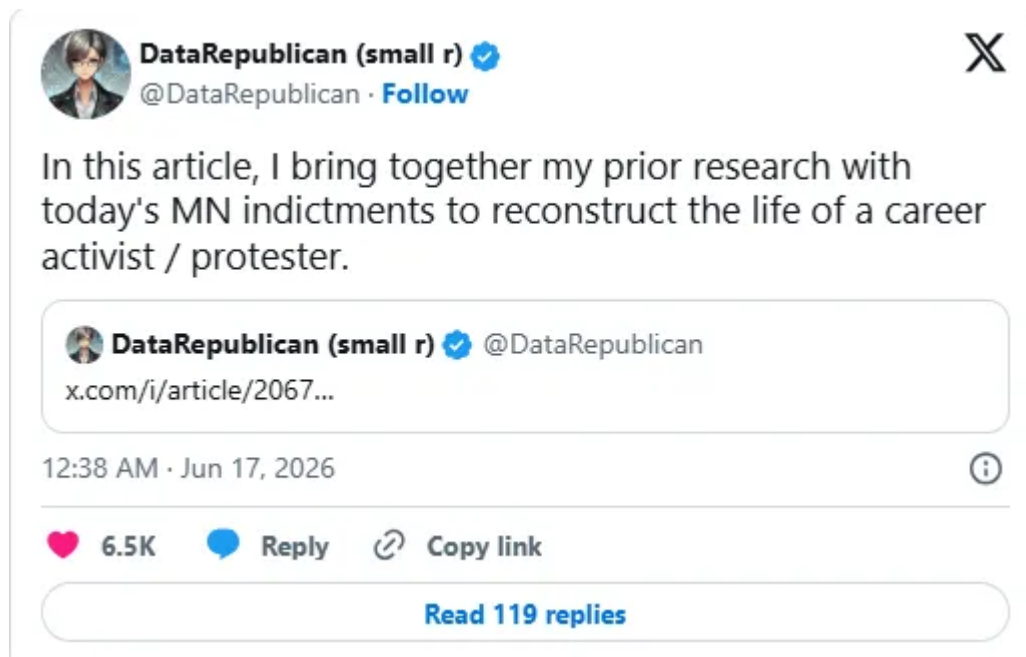 DataRepublican (small r)
@DataRepublican · Follow
In this article, I bring together my prior research with
today's MN indictments to reconstruct the life of a career
activist / protester.
DataRepublican (small r) @DataRepublican
x.com/i/article/2067...
12:38 AM · Jun 17, 2026
6.5K Reply Copy link
Read 119 replies